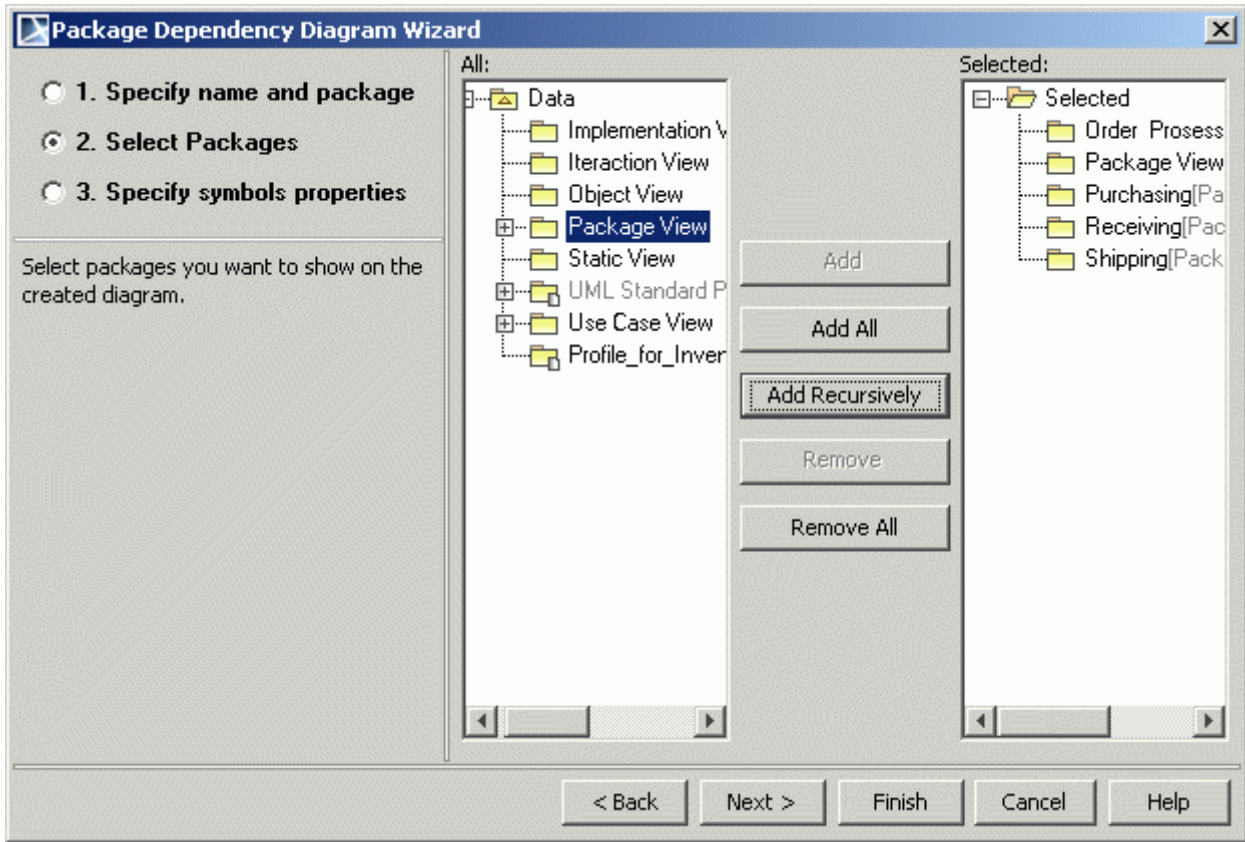 Package Dependency Diagram Wizard
1. Specify name and package
2. Select Packages
3. Specify symbols properties
Select packages you want to show on the
created diagram.
All:
Data
Implementation V
Iteraction View
Object View
Package View
Static View
UML Standard P
Use Case View
Profile_for_Inver
Add
Add All
Add Recursively
Remove
Remove All
Selected:
Selected
Order Prosess
Package View
Purchasing[Pa
Receiving[Pac
Shipping[Pack
< Back
Next >
Finish
Cancel
Help